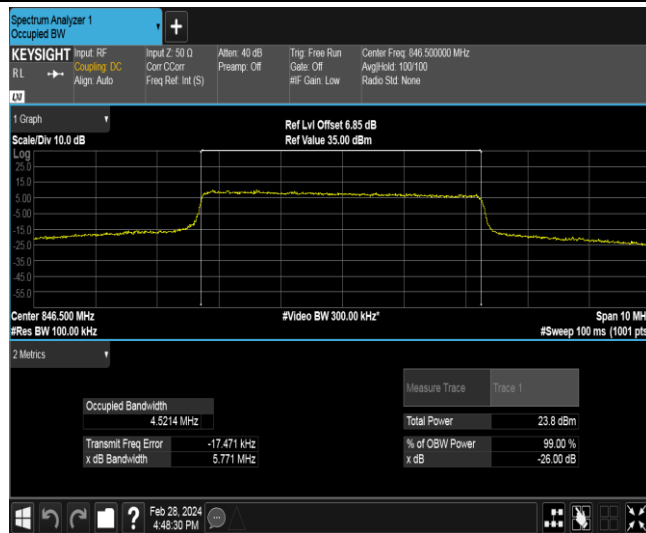 Spectrum Analyzer 1
Occupied BW
+
KEYSIGHT
RL
Input: RF
Coupling: DC
Align: Auto
Input Z: 50 Ω
Corr CCorr
Freq Ref: Int (S)
Atten: 40 dB
Preamp: Off
Trig: Free Run
Gate: Off
#IF Gain: Low
Center Freq: 846.500000 MHz
Avg|Hold: 100/100
Radio Std: None
LXI
1 Graph
Scale/Div 10.0 dB
Ref Lvl Offset 6.85 dB
Ref Value 35.00 dBm
Log
25.0
15.0
5.00
-5.00
-15.0
-25.0
-35.0
-45.0
-55.0
Center 846.500 MHz
#Video BW 300.00 kHz*
Span 10 MH
#Res BW 100.00 kHz
#Sweep 100 ms (1001 pts
2 Metrics
Measure Trace
Trace 1
Occupied Bandwidth
4.5214 MHz
Total Power
23.8 dBm
Transmit Freq Error
-17.471 kHz
% of OBW Power
99.00 %
x dB Bandwidth
5.771 MHz
x dB
-26.00 dB
?
Feb 28, 2024
4:48:30 PM